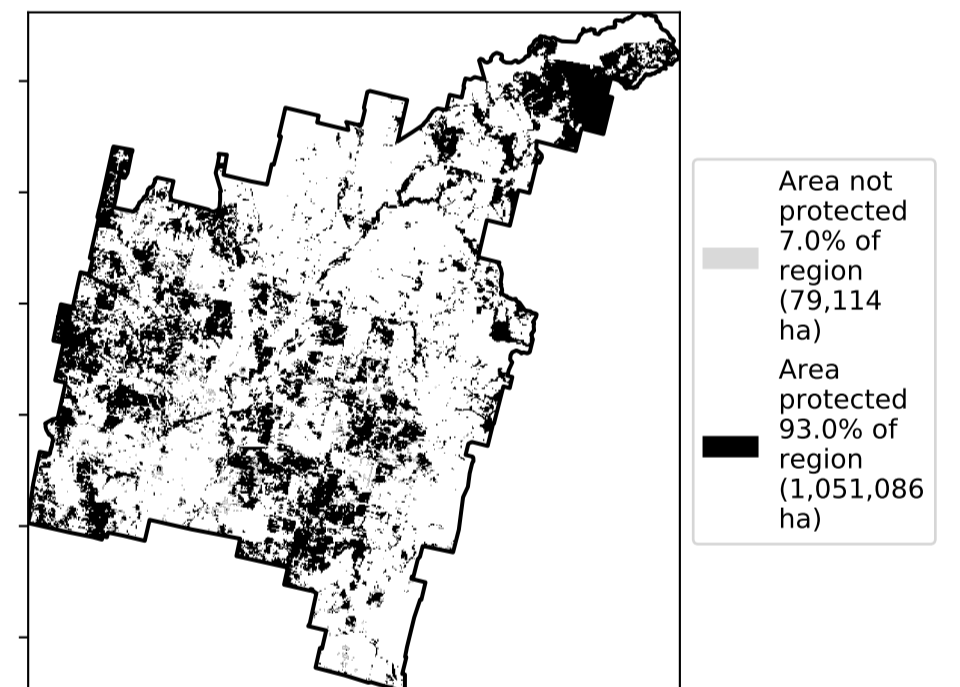 Area not
protected
7.0% of
region
(79,114
ha)
Area
protected
93.0% of
region
(1,051,086
ha)